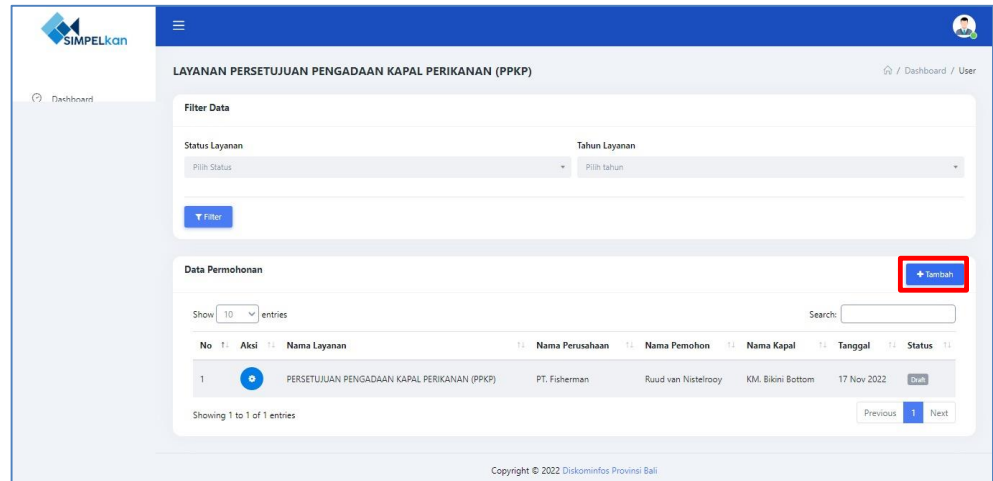 SIMPELkan
LAYANAN PERSETUJUAN PENGADAAN KAPAL PERIKANAN (PPKP)
/ Dashboard / User
Dashboard
Filter Data
Status Layanan
Tahun Layanan
Pilih Status
Pilih tahun
Filter
Data Permohonan
+ Tambah
Show 10 entries
Search:
No Aksi Nama Layanan Nama Perusahaan Nama Pemohon Nama Kapal Tanggal Status
1 PERSETUJUAN PENGADAAN KAPAL PERIKANAN (PPKP) PT. Fisherman Ruud van Nistelrooy KM. Bikini Bottom 17 Nov 2022 Draft
Showing 1 to 1 of 1 entries
Previous 1 Next
Copyright © 2022 Diskominfos Provinsi Bali